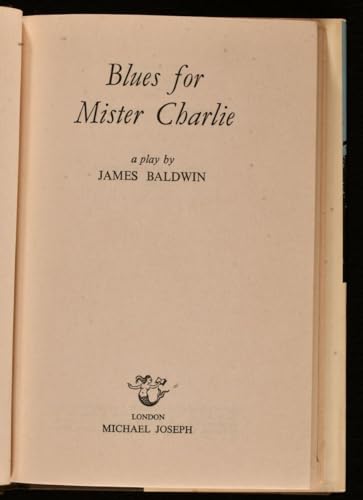 Blues for
Mister Charlie
a play by
JAMES BALDWIN
LONDON
MICHAEL JOSEPH